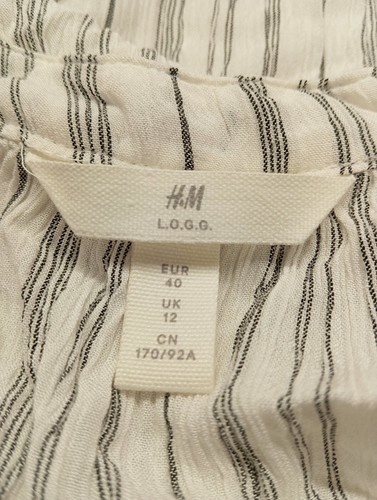 H&M
L.O.G.G.
EUR
40
UK
12
CN
170/92A